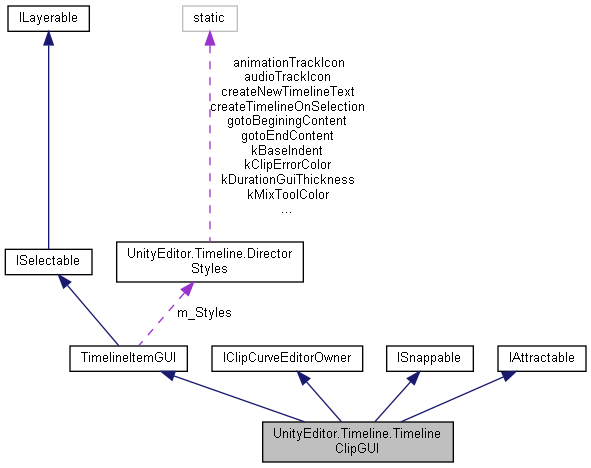 ILayerable
static
animationTrackIcon
audioTrackIcon
createNewTimelineText
createTimelineOnSelection
gotoBeginingContent
gotoEndContent
kBaseIndent
kClipErrorColor
kDurationGuiThickness
kMixToolColor
...
ISelectable
UnityEditor.Timeline.Director
Styles
m_Styles
TimelineItemGUI
IClipCurveEditorOwner
ISnappable
IAttractable
UnityEditor.Timeline.Timeline
ClipGUI